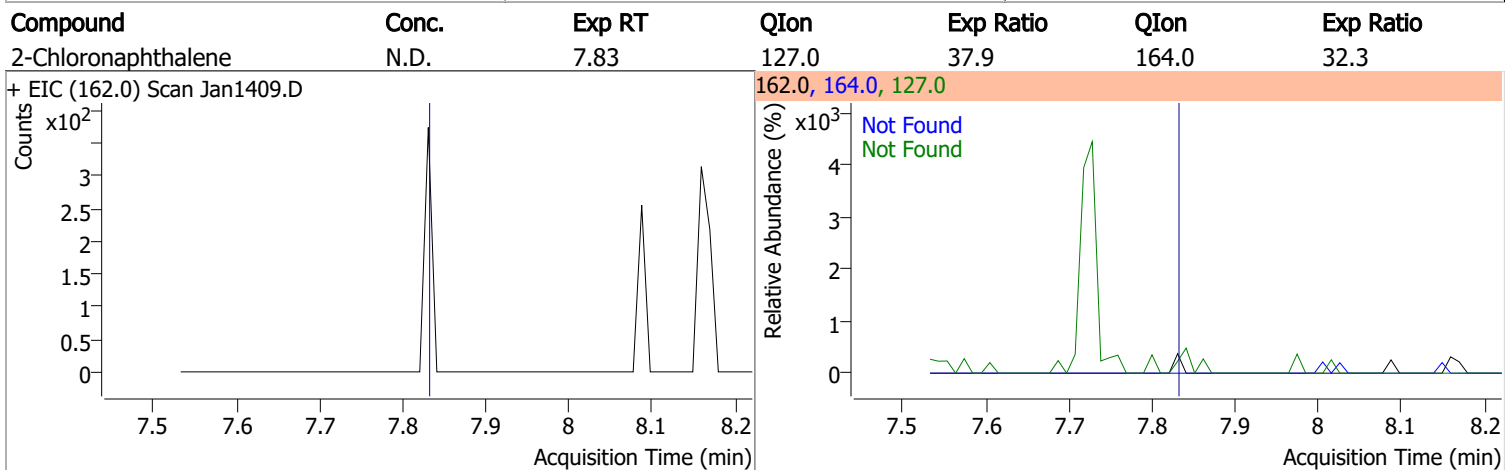 Compound Conc. Exp RT QIon Exp Ratio QIon Exp Ratio
2-Chloronaphthalene N.D. 7.83 127.0 37.9 164.0 32.3
+ EIC (162.0) Scan Jan1409.D
Counts
x10²
3
2.5
2
1.5
1
0.5
0
7.5 7.6 7.7 7.8 7.9 8 8.1 8.2
Acquisition Time (min)
162.0, 164.0, 127.0
Relative Abundance (%)
x10³
Not Found
Not Found
4
3
2
1
0
7.5 7.6 7.7 7.8 7.9 8 8.1 8.2
Acquisition Time (min)